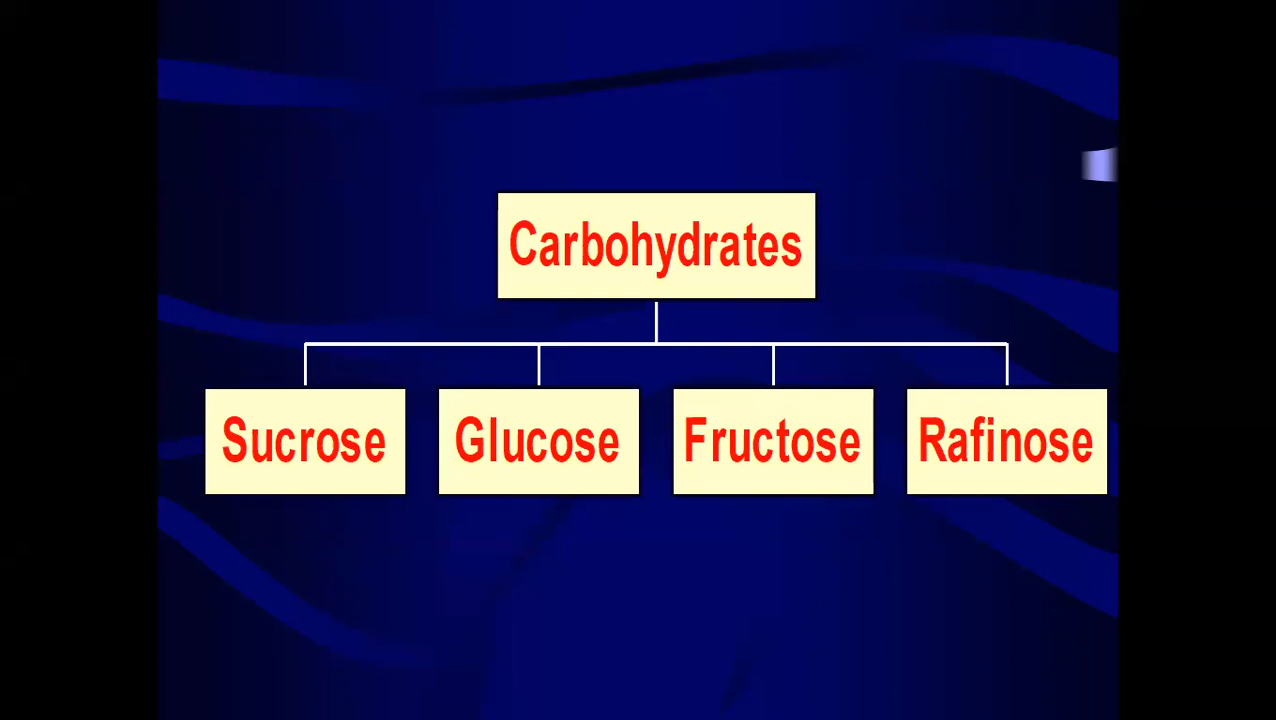 Carbohydrates
Sucrose
Glucose
Fructose
Rafinose